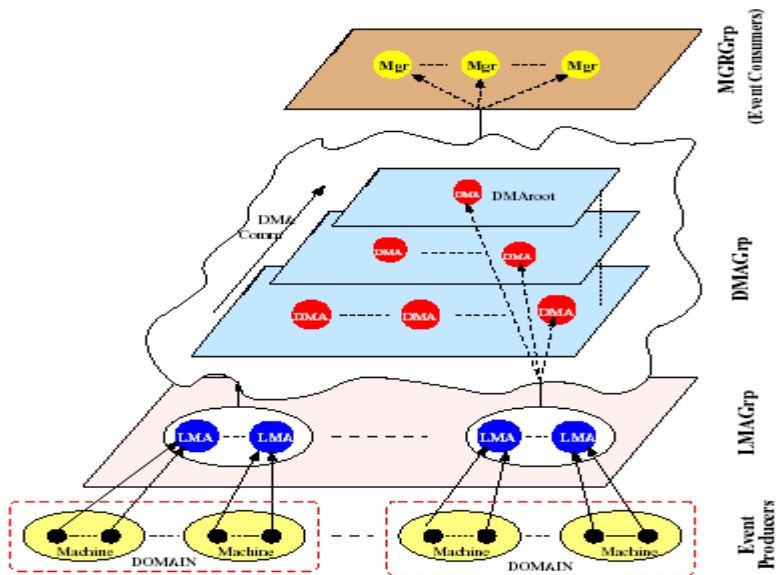 Mgr Mgr Mgr
MGRGrp
(Event Consumers)
DMA DMAroot
DMA
Comm
DMA DMA
DMA DMA DMA
DMAGrp
LMA LMA LMA LMA
LMAGrp
Machine Machine Machine Machine
DOMAIN DOMAIN
Event
Producers